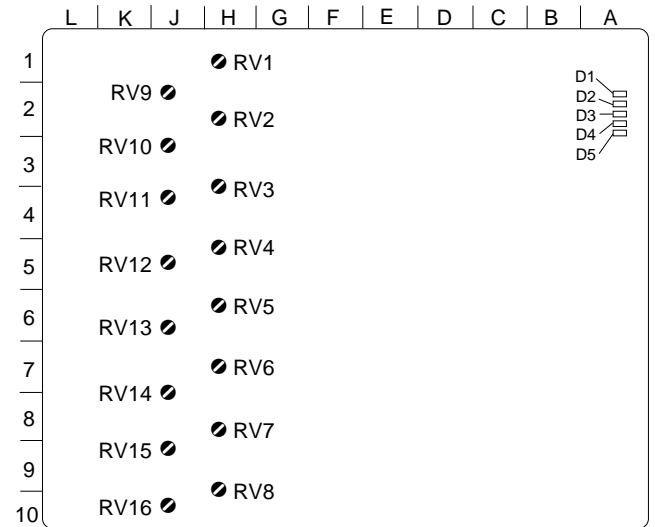 L K J H G F E D C B A
1 RV1
D1
RV9
D2
2 RV2
D3
D4
RV10
D5
3
RV3
RV11
4
RV4
RV12
5
RV5
6
RV13
RV6
7
RV14
8
RV7
RV15
9
RV8
RV16
10